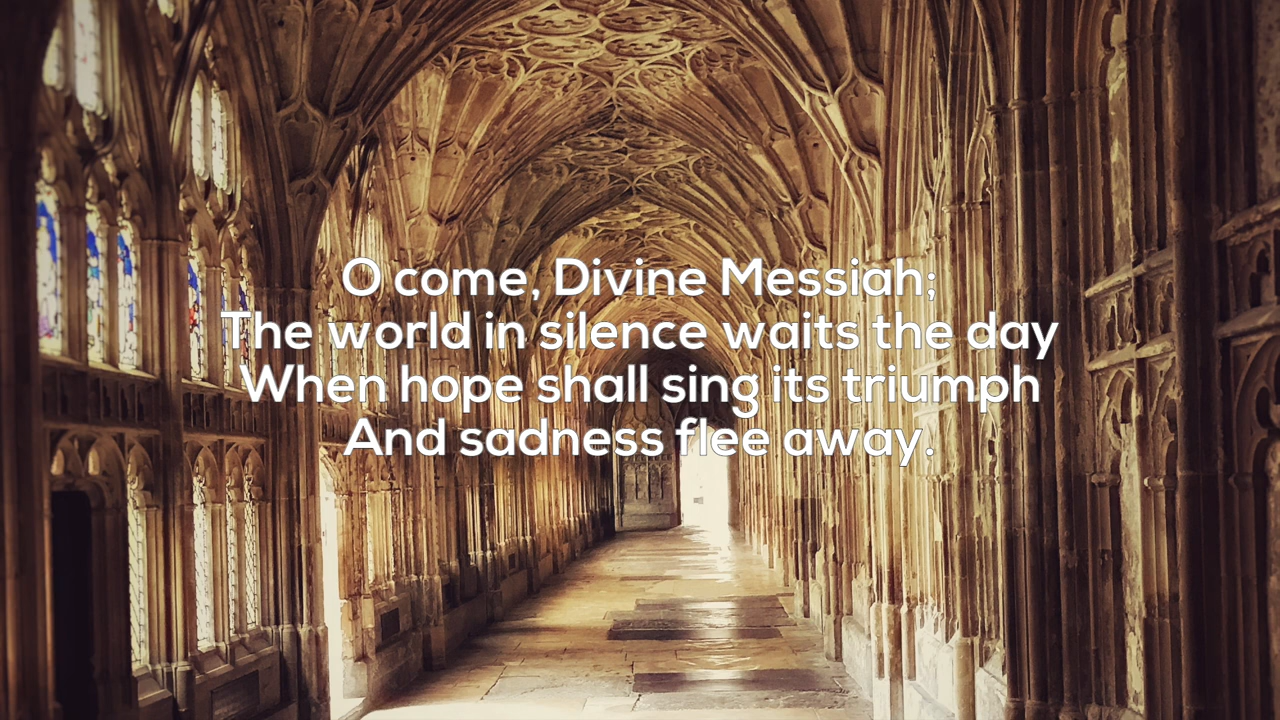 O come, Divine Messiah;
The world in silence waits the day
When hope shall sing its triumph
And sadness flee away.